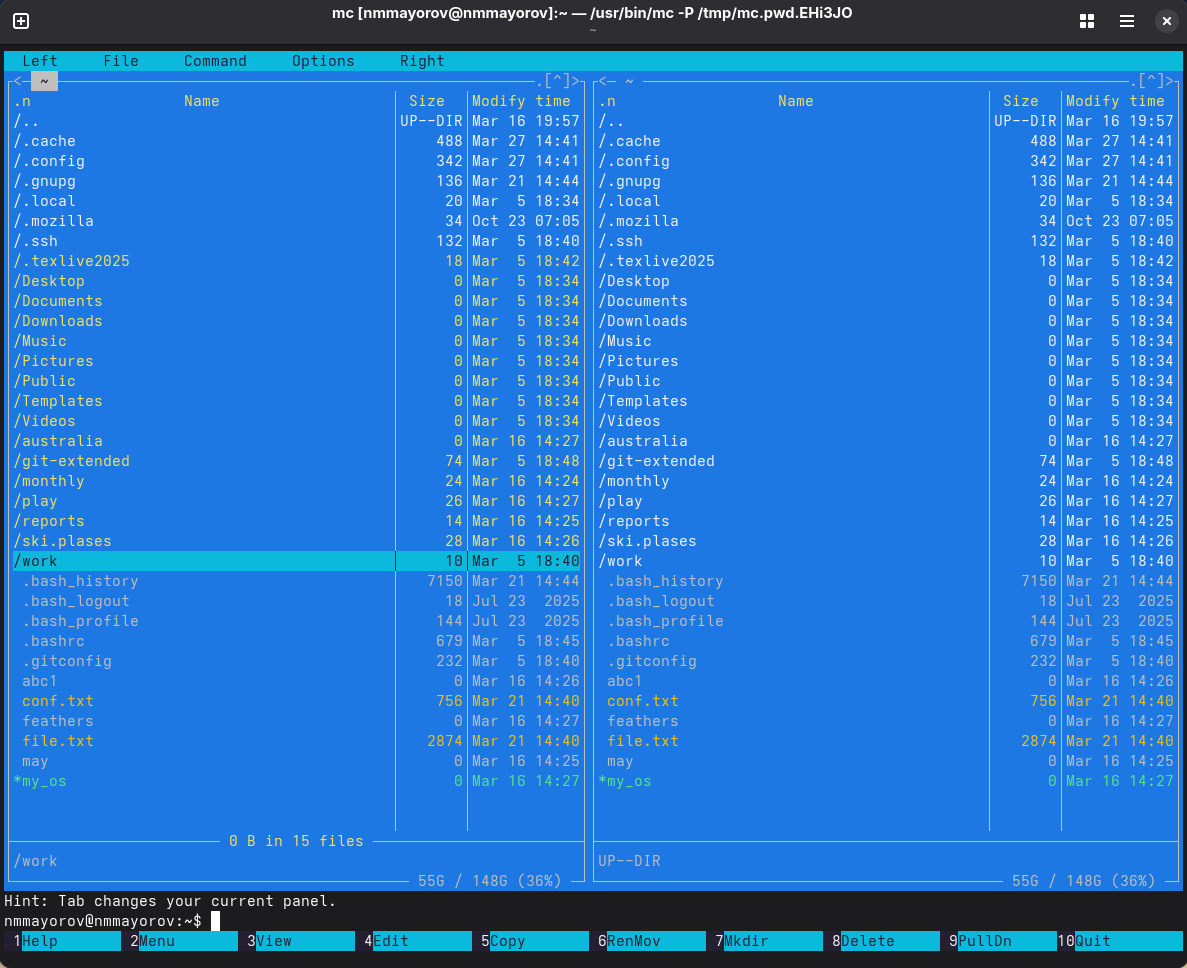 mc [nmmayorov@nmmayorov]:~ — /usr/bin/mc -P /tmp/mc.pwd.EHi3JO
~
Left File Command Options Right
<─ ~ .[^]>
.n Name Size Modify time
/.. UP--DIR Mar 16 19:57
/.cache 488 Mar 27 14:41
/.config 342 Mar 27 14:41
/.gnupg 136 Mar 21 14:44
/.local 20 Mar 5 18:34
/.mozilla 34 Oct 23 07:05
/.ssh 132 Mar 5 18:40
/.texlive2025 18 Mar 5 18:42
/Desktop 0 Mar 5 18:34
/Documents 0 Mar 5 18:34
/Downloads 0 Mar 5 18:34
/Music 0 Mar 5 18:34
/Pictures 0 Mar 5 18:34
/Public 0 Mar 5 18:34
/Templates 0 Mar 5 18:34
/Videos 0 Mar 5 18:34
/australia 0 Mar 16 14:27
/git-extended 74 Mar 5 18:48
/monthly 24 Mar 16 14:24
/play 26 Mar 16 14:27
/reports 14 Mar 16 14:25
/ski.plases 28 Mar 16 14:26
/work 10 Mar 5 18:40
.bash_history 7150 Mar 21 14:44
.bash_logout 18 Jul 23 2025
.bash_profile 144 Jul 23 2025
.bashrc 679 Mar 5 18:45
.gitconfig 232 Mar 5 18:40
abc1 0 Mar 16 14:26
conf.txt 756 Mar 21 14:40
feathers 0 Mar 16 14:27
file.txt 2874 Mar 21 14:40
may 0 Mar 16 14:25
*my_os 0 Mar 16 14:27
0 B in 15 files
/work
55G / 148G (36%)
<─ ~ .[^]>
.n Name Size Modify time
/.. UP--DIR Mar 16 19:57
/.cache 488 Mar 27 14:41
/.config 342 Mar 27 14:41
/.gnupg 136 Mar 21 14:44
/.local 20 Mar 5 18:34
/.mozilla 34 Oct 23 07:05
/.ssh 132 Mar 5 18:40
/.texlive2025 18 Mar 5 18:42
/Desktop 0 Mar 5 18:34
/Documents 0 Mar 5 18:34
/Downloads 0 Mar 5 18:34
/Music 0 Mar 5 18:34
/Pictures 0 Mar 5 18:34
/Public 0 Mar 5 18:34
/Templates 0 Mar 5 18:34
/Videos 0 Mar 5 18:34
/australia 0 Mar 16 14:27
/git-extended 74 Mar 5 18:48
/monthly 24 Mar 16 14:24
/play 26 Mar 16 14:27
/reports 14 Mar 16 14:25
/ski.plases 28 Mar 16 14:26
/work 10 Mar 5 18:40
.bash_history 7150 Mar 21 14:44
.bash_logout 18 Jul 23 2025
.bash_profile 144 Jul 23 2025
.bashrc 679 Mar 5 18:45
.gitconfig 232 Mar 5 18:40
abc1 0 Mar 16 14:26
conf.txt 756 Mar 21 14:40
feathers 0 Mar 16 14:27
file.txt 2874 Mar 21 14:40
may 0 Mar 16 14:25
*my_os 0 Mar 16 14:27
UP--DIR
55G / 148G (36%)
Hint: Tab changes your current panel.
nmmayorov@nmmayorov:~$
1Help 2Menu 3View 4Edit 5Copy 6RenMov 7Mkdir 8Delete 9PullDn 10Quit